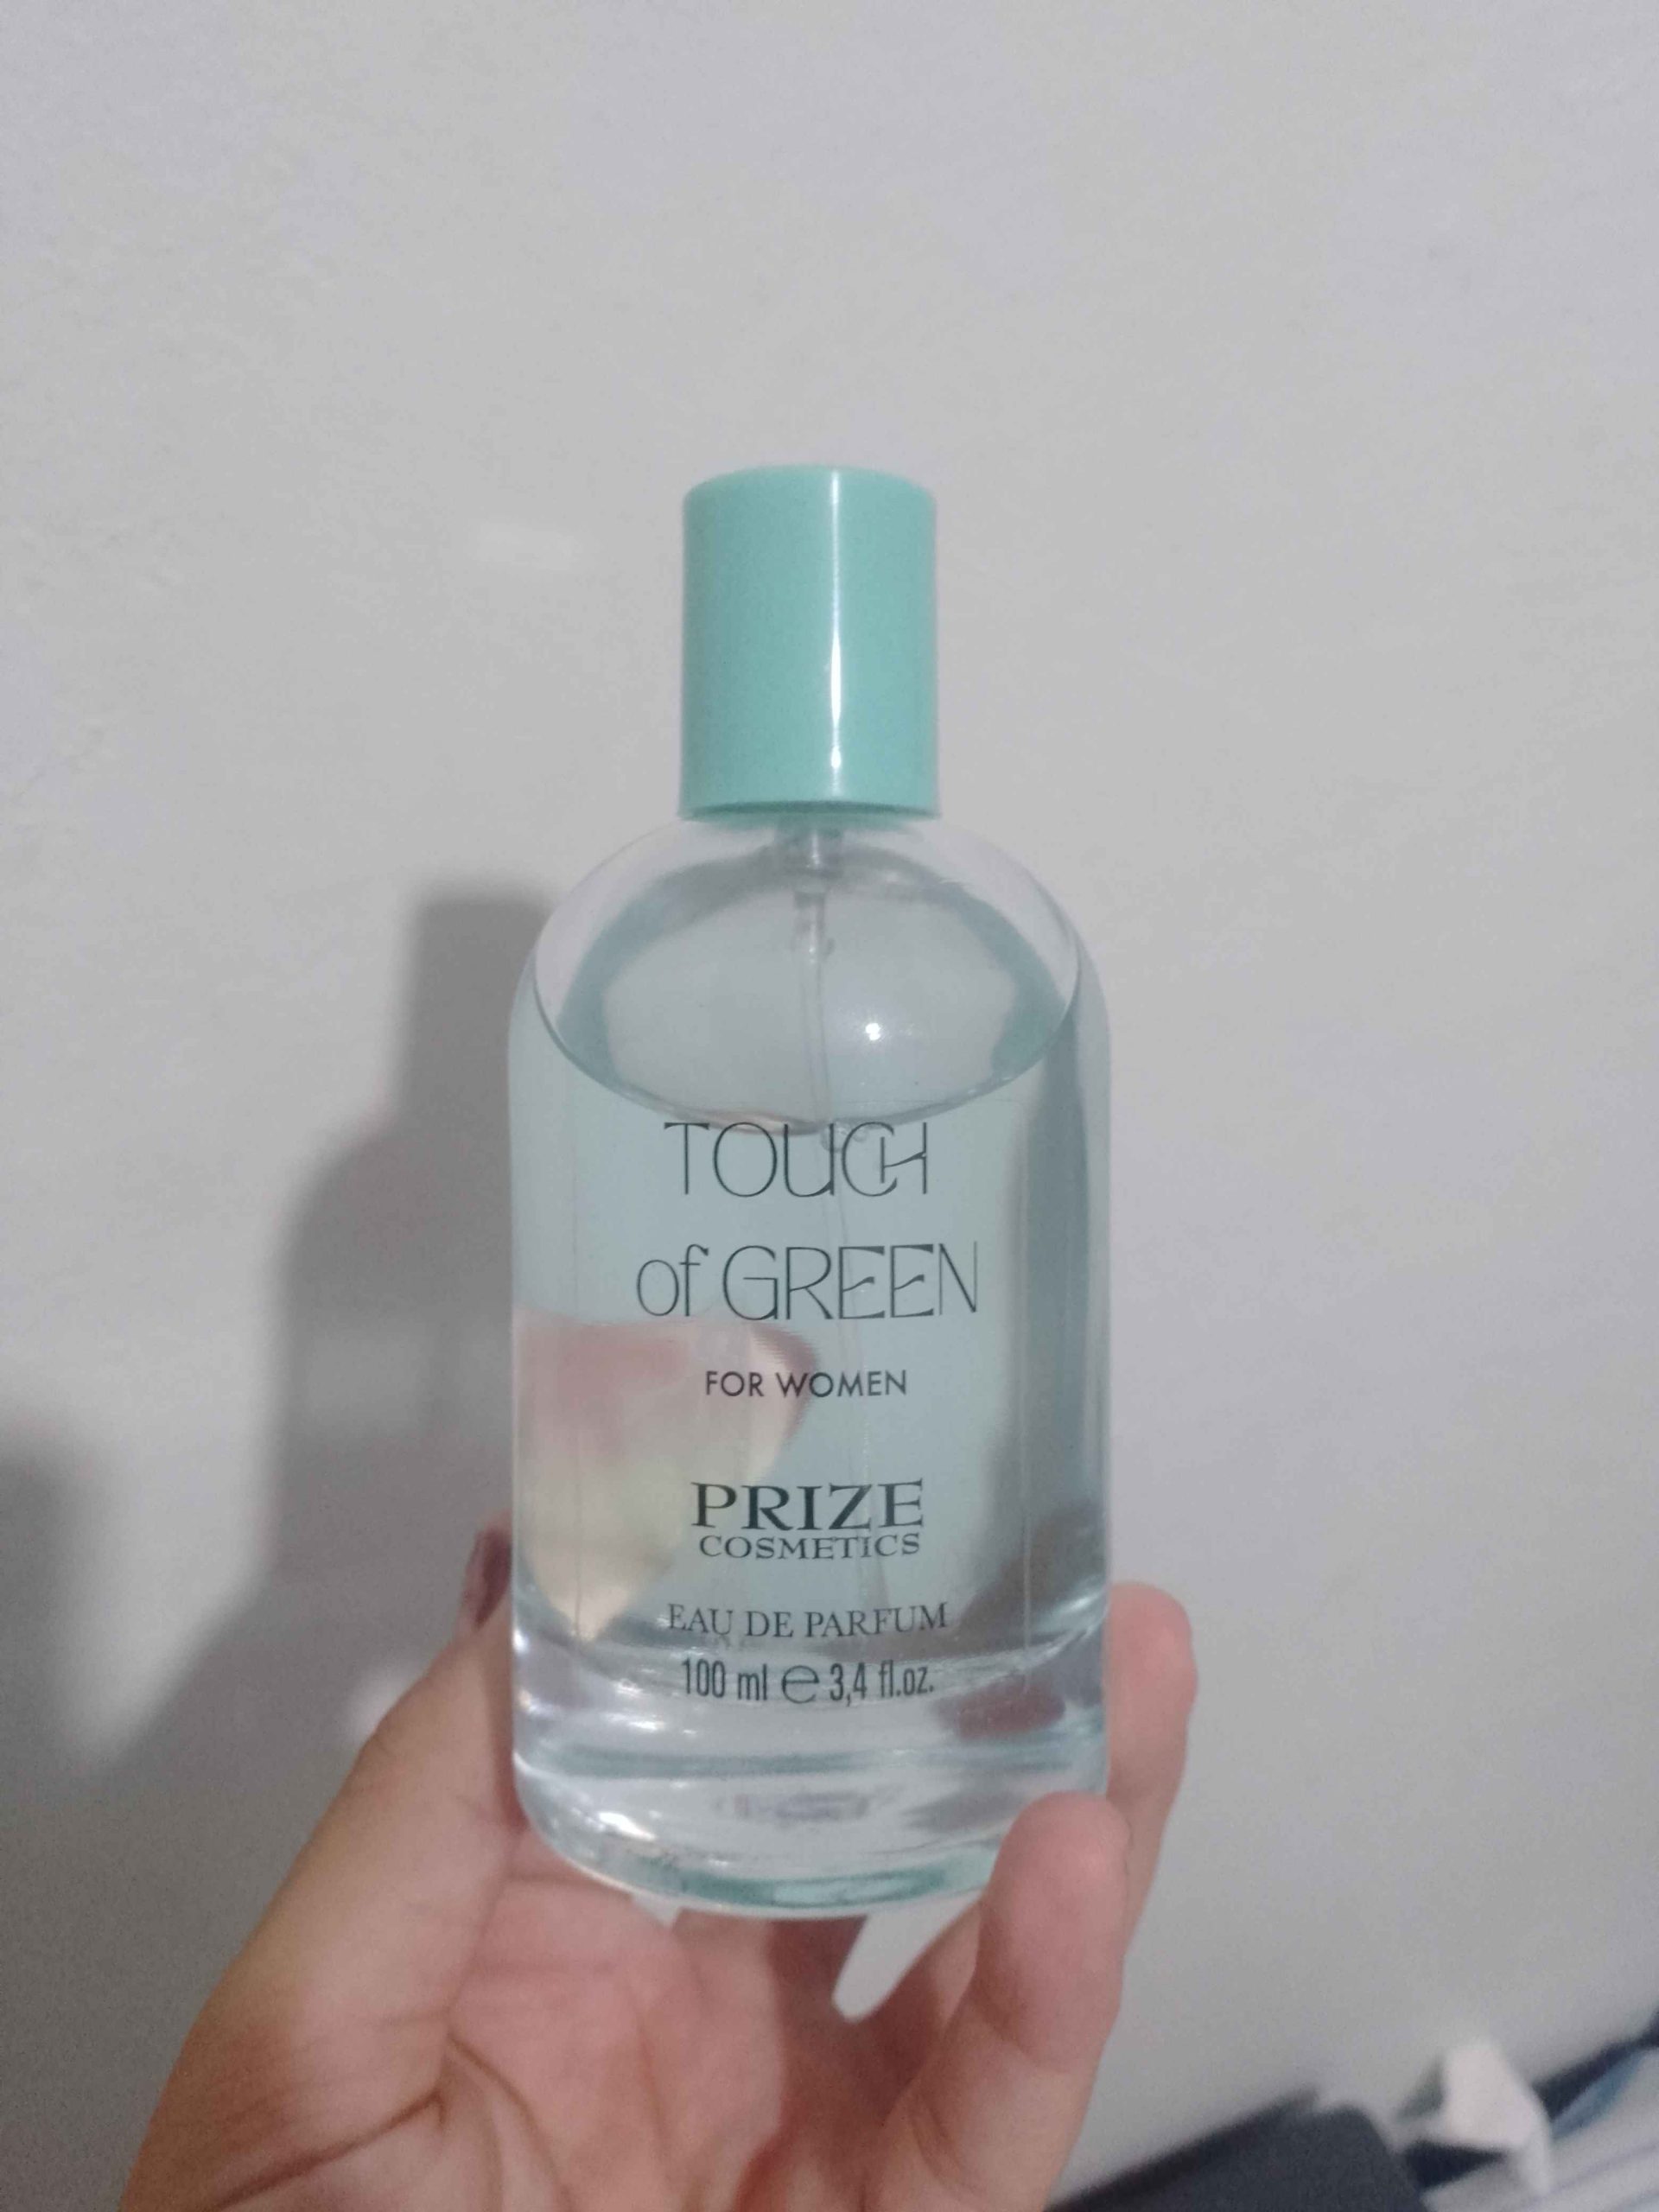 TOUCH
of GREEN
FOR WOMEN
PRIZE
COSMETICS
EAU DE PARFUM
100 ml ℮ 3,4 fl.oz.